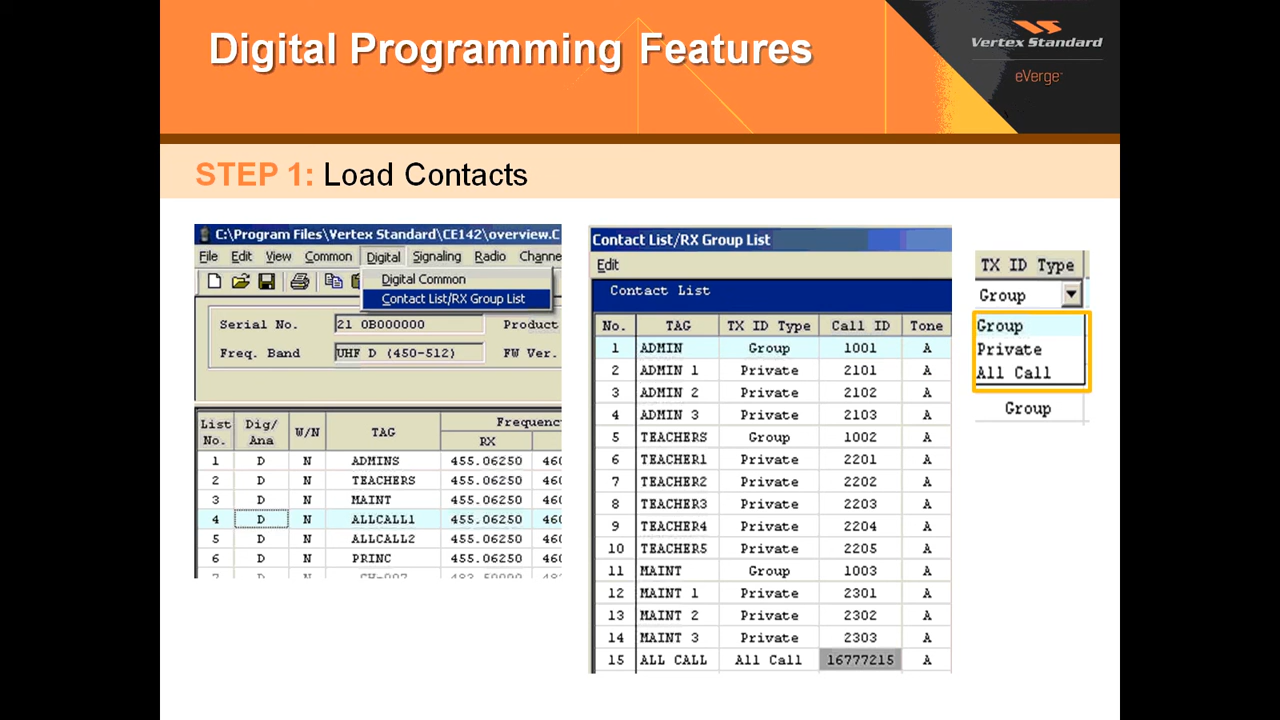 Digital Programming Features
Vertex Standard
eVerge
STEP 1: Load Contacts
C:\Program Files\Vertex Standard\CE142\overview.C
File Edit View Common Digital Signaling Radio Channe
Digital Common
Contact List/RX Group List
Serial No. 21 0B000000 Product
Freq. Band UHF D (450-512) FW Ver.
List No. Dig/Ana W/N TAG Frequenc
RX
1 D N ADMINS 455.06250 460
2 D N TEACHERS 455.06250 460
3 D N MAINT 455.06250 460
4 D N ALLCALL1 455.06250 460
5 D N ALLCALL2 455.06250 460
6 D N PRINC 455.06250 460
Contact List/RX Group List
Edit
Contact List
No. TAG TX ID Type Call ID Tone
1 ADMIN Group 1001 A
2 ADMIN 1 Private 2101 A
3 ADMIN 2 Private 2102 A
4 ADMIN 3 Private 2103 A
5 TEACHERS Group 1002 A
6 TEACHER1 Private 2201 A
7 TEACHER2 Private 2202 A
8 TEACHER3 Private 2203 A
9 TEACHER4 Private 2204 A
10 TEACHER5 Private 2205 A
11 MAINT Group 1003 A
12 MAINT 1 Private 2301 A
13 MAINT 2 Private 2302 A
14 MAINT 3 Private 2303 A
15 ALL CALL All Call 16777215 A
TX ID Type
Group
Group
Private
All Call
Group